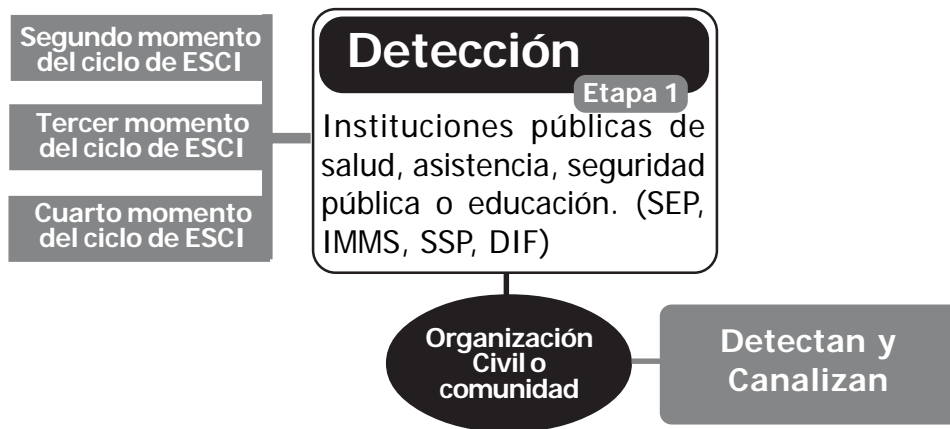 Segundo momento
del ciclo de ESCI
Tercer momento
del ciclo de ESCI
Cuarto momento
del ciclo de ESCI
Detección
Etapa 1
Instituciones públicas de
salud, asistencia, seguridad
pública o educación. (SEP,
IMMS, SSP, DIF)
Organización
Civil o
comunidad
Detectan y
Canalizan